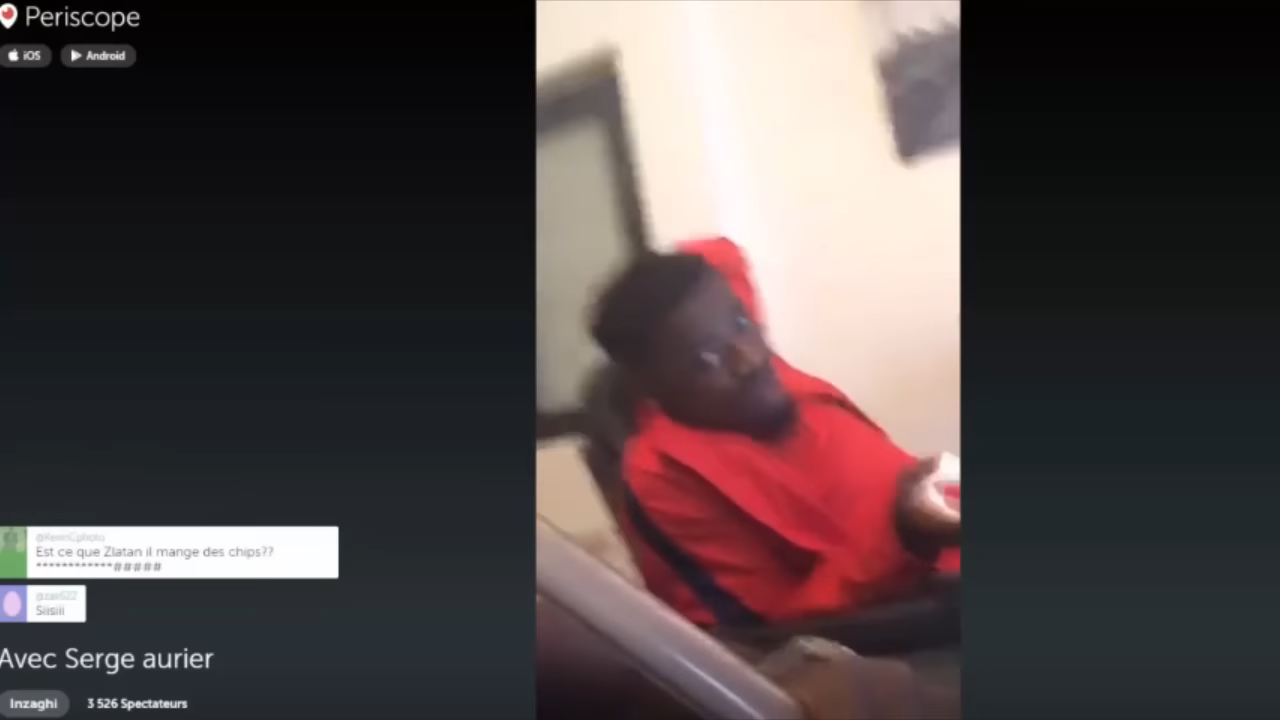 Periscope
iOS
Android
Est ce que Zlatan il mange des chips??
************#####
@zae622
Siisiii
Avec Serge aurier
Inzaghi
3 526 Spectateurs